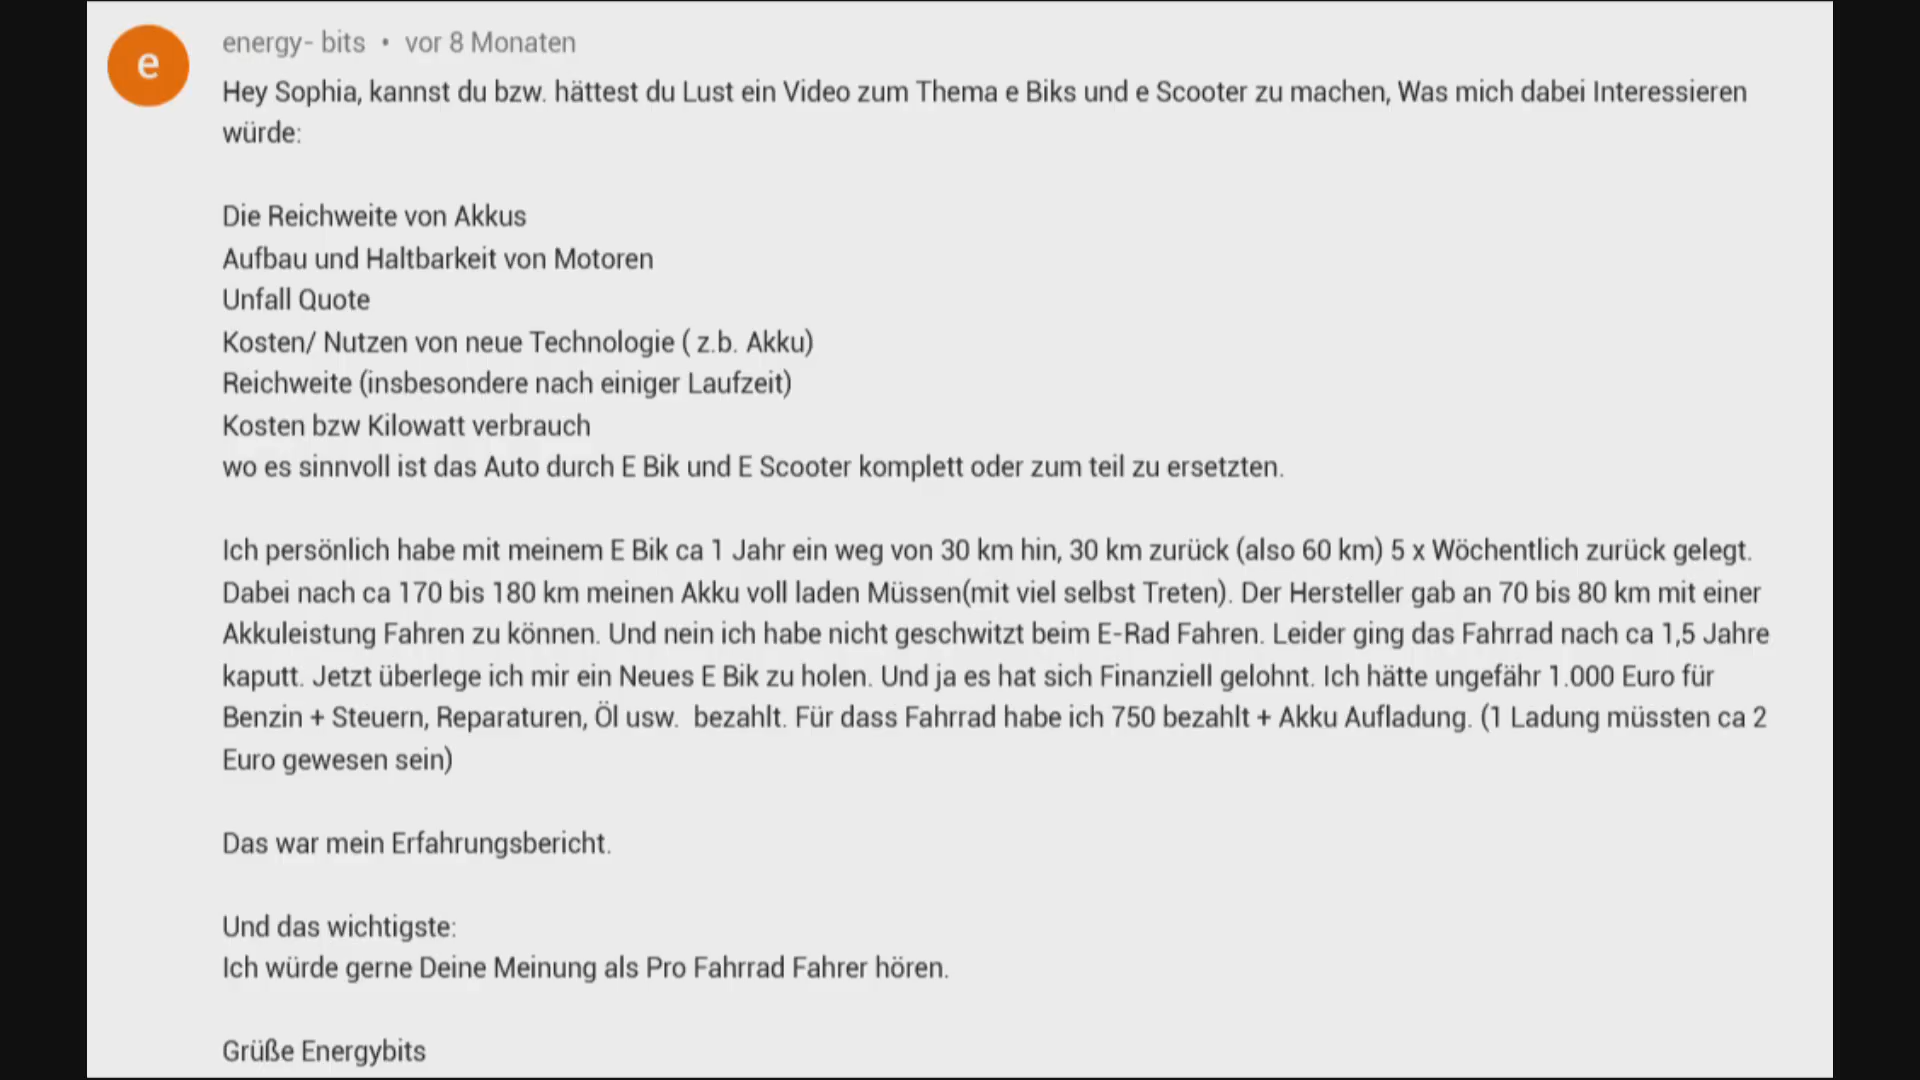 e
energy- bits • vor 8 Monaten
Hey Sophia, kannst du bzw. hättest du Lust ein Video zum Thema e Biks und e Scooter zu machen, Was mich dabei Interessieren
würde:
Die Reichweite von Akkus
Aufbau und Haltbarkeit von Motoren
Unfall Quote
Kosten/ Nutzen von neue Technologie ( z.b. Akku)
Reichweite (insbesondere nach einiger Laufzeit)
Kosten bzw Kilowatt verbrauch
wo es sinnvoll ist das Auto durch E Bik und E Scooter komplett oder zum teil zu ersetzten.
Ich persönlich habe mit meinem E Bik ca 1 Jahr ein weg von 30 km hin, 30 km zurück (also 60 km) 5 x Wöchentlich zurück gelegt.
Dabei nach ca 170 bis 180 km meinen Akku voll laden Müssen(mit viel selbst Treten). Der Hersteller gab an 70 bis 80 km mit einer
Akkuleistung Fahren zu können. Und nein ich habe nicht geschwitzt beim E-Rad Fahren. Leider ging das Fahrrad nach ca 1,5 Jahre
kaputt. Jetzt überlege ich mir ein Neues E Bik zu holen. Und ja es hat sich Finanziell gelohnt. Ich hätte ungefähr 1.000 Euro für
Benzin + Steuern, Reparaturen, Öl usw.  bezahlt. Für dass Fahrrad habe ich 750 bezahlt + Akku Aufladung. (1 Ladung müssten ca 2
Euro gewesen sein)
Das war mein Erfahrungsbericht.
Und das wichtigste:
Ich würde gerne Deine Meinung als Pro Fahrrad Fahrer hören.
Grüße Energybits